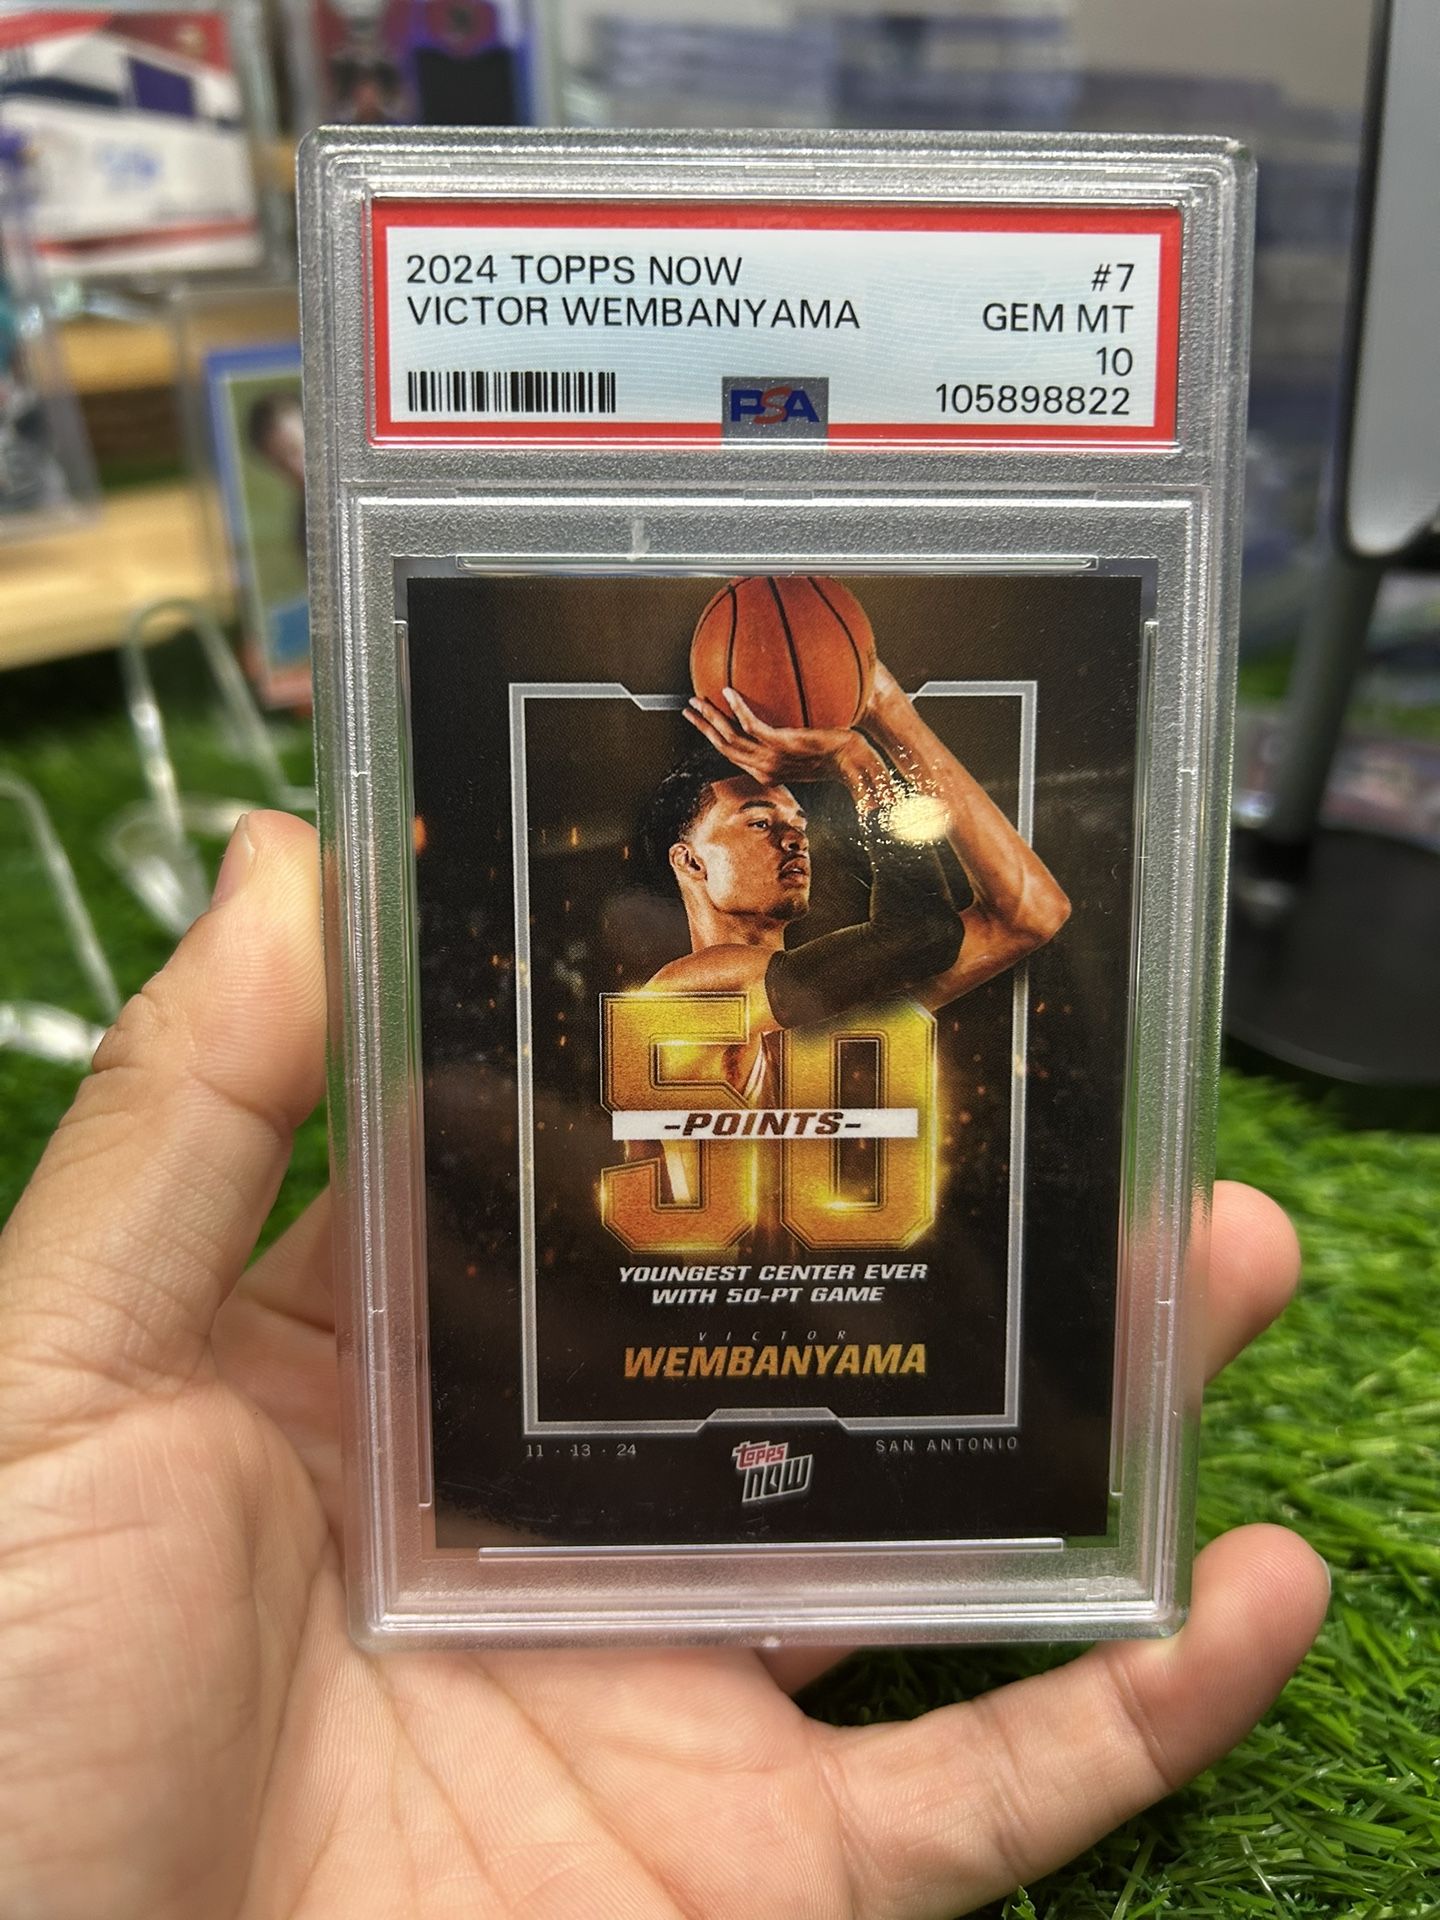 2024 TOPPS NOW
VICTOR WEMBANYAMA
#7
GEM MT
10
105898822
PSA
50
-POINTS-
YOUNGEST CENTER EVER
WITH 50-PT GAME
VICTOR
WEMBANYAMA
11 · 13 · 24
topps
now
SAN ANTONIO